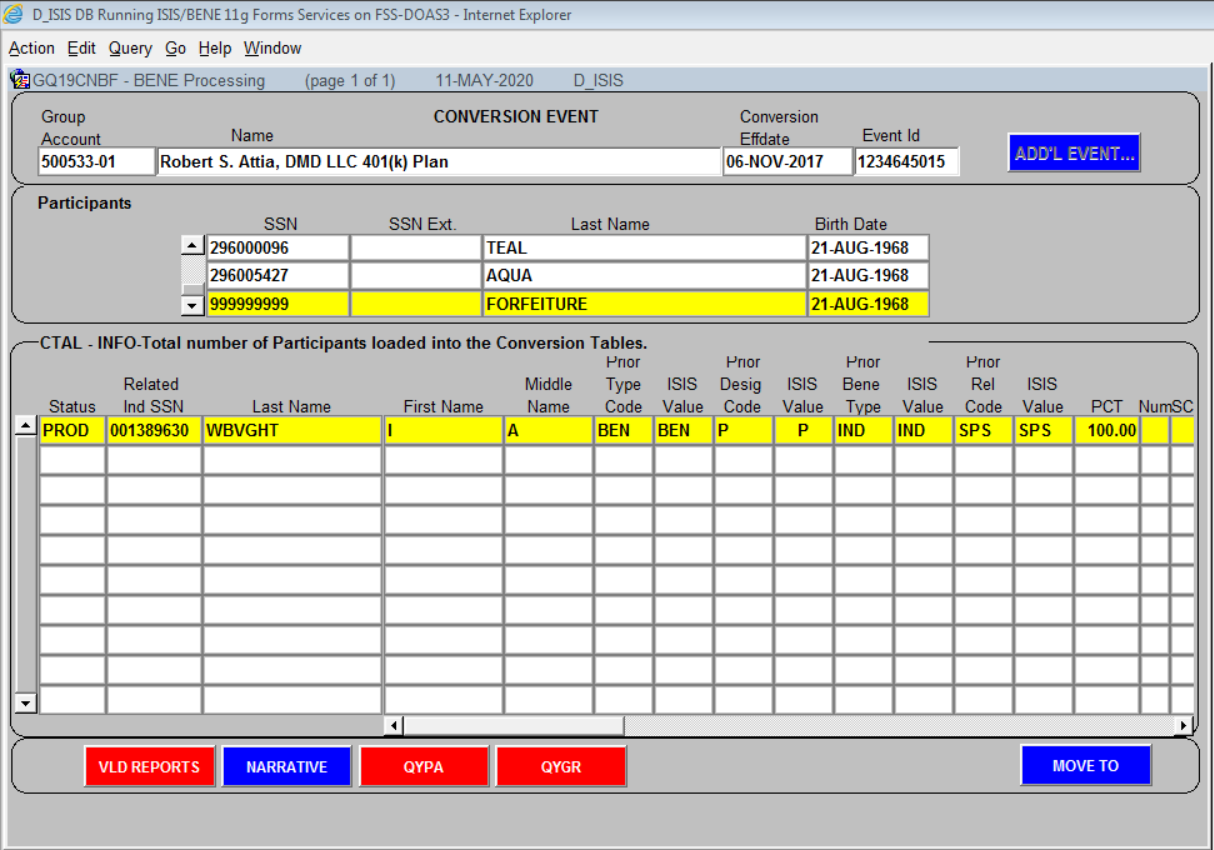 D_ISIS DB Running ISIS/BENE 11g Forms Services on FSS-DOAS3 - Internet Explorer
Action Edit Query Go Help Window
GQ19CNBF - BENE Processing (page 1 of 1) 11-MAY-2020 D_ISIS
Group CONVERSION EVENT Conversion
Account Name Effdate Event Id
500533-01 Robert S. Attia, DMD LLC 401(k) Plan 06-NOV-2017 1234645015 ADD'L EVENT...
Participants
SSN SSN Ext. Last Name Birth Date
296000096 TEAL 21-AUG-1968
296005427 AQUA 21-AUG-1968
999999999 FORFEITURE 21-AUG-1968
CTAL - INFO-Total number of Participants loaded into the Conversion Tables.
Prior Prior Prior Prior
Related Middle Type ISIS Desig ISIS Bene ISIS Rel ISIS
Status Ind SSN Last Name First Name Name Code Value Code Value Type Value Code Value PCT NumSC
PROD 001389630 WBVGHT I A BEN BEN P P IND IND SPS SPS 100.00
VLD REPORTS NARRATIVE QYPA QYGR MOVE TO